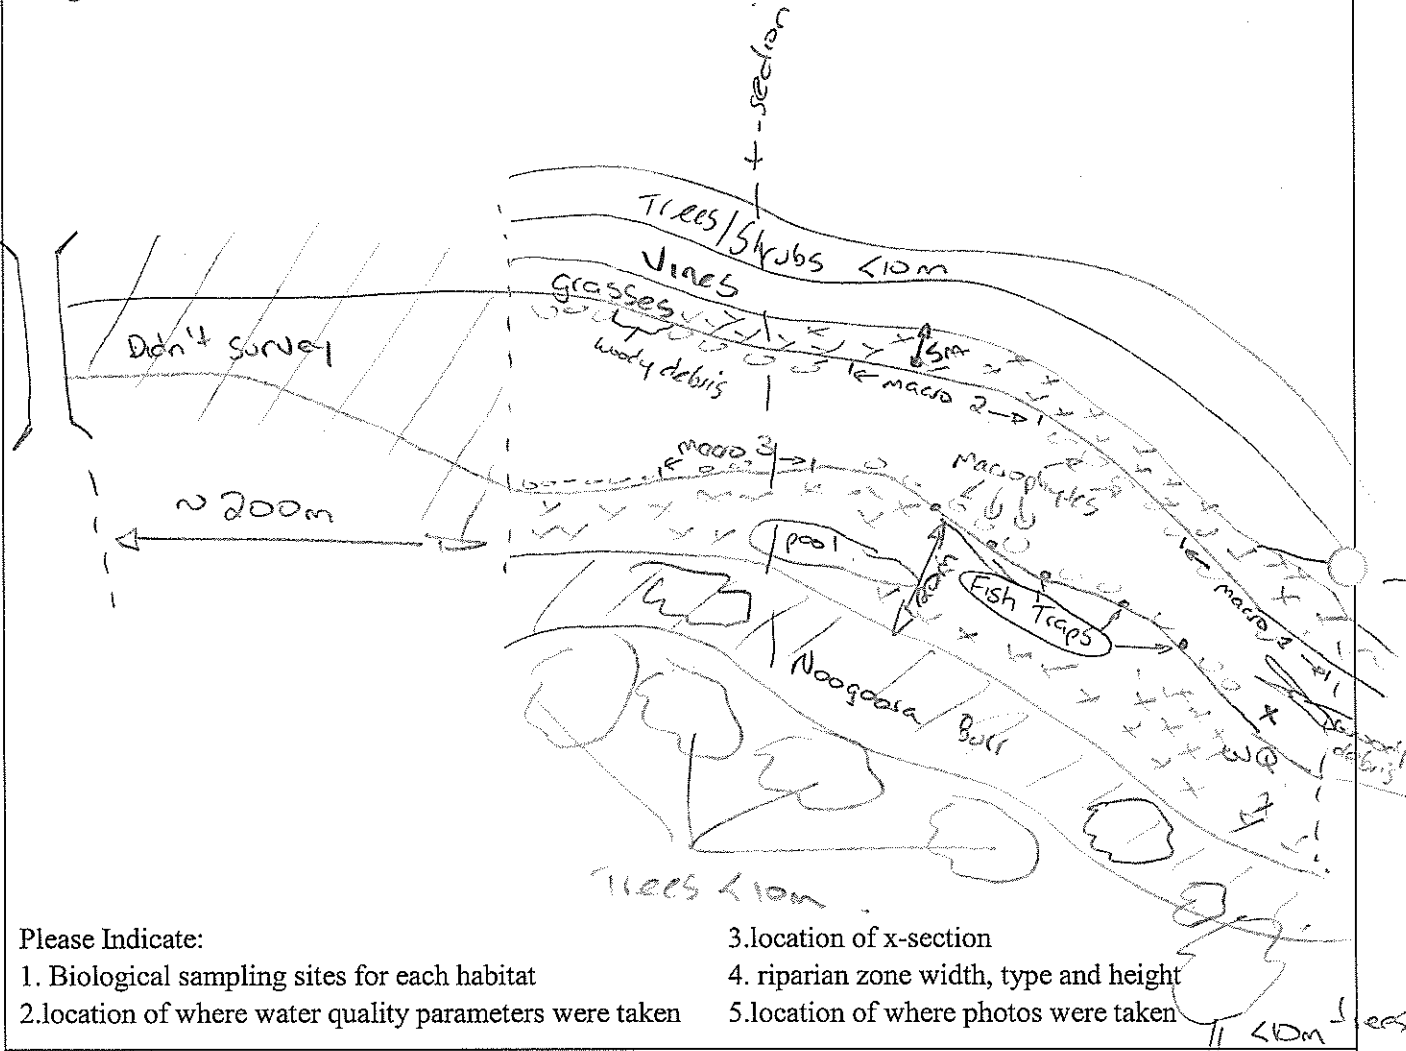 x-section
Trees/Shrubs <10m
Vines
grasses
5m
Didn't survey
woody debris
macro 2
macro 3
Macrophytes
~ 200m
pool
Fish Traps
macro
Noogoora Burr
WQ
debris
Trees <10m
Please Indicate:
1. Biological sampling sites for each habitat
2.location of where water quality parameters were taken
3.location of x-section
4. riparian zone width, type and height
5.location of where photos were taken
Trees
<10m